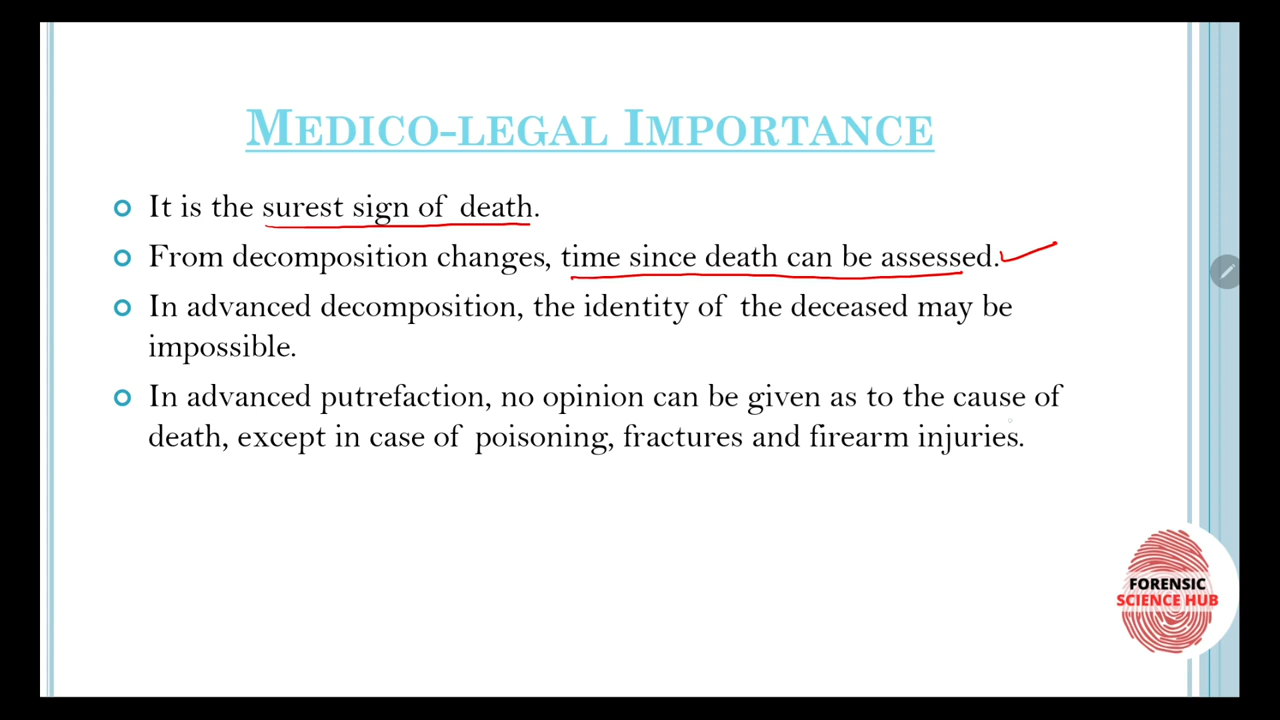 MEDICO-LEGAL IMPORTANCE
It is the surest sign of death.
From decomposition changes, time since death can be assessed.
In advanced decomposition, the identity of the deceased may be
impossible.
In advanced putrefaction, no opinion can be given as to the cause of
death, except in case of poisoning, fractures and firearm injuries.
FORENSIC
SCIENCE HUB